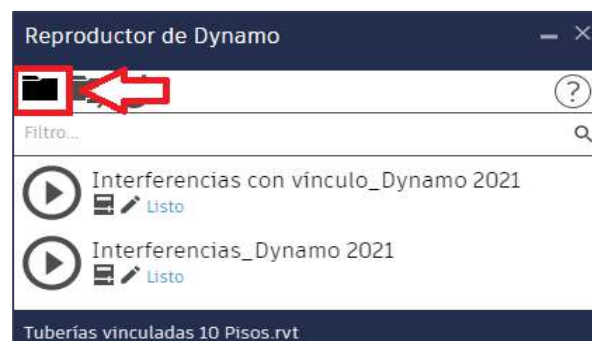 Reproductor de Dynamo
?
Filtro...
Interferencias con vínculo_Dynamo 2021
Listo
Interferencias_Dynamo 2021
Listo
Tuberías vinculadas 10 Pisos.rvt